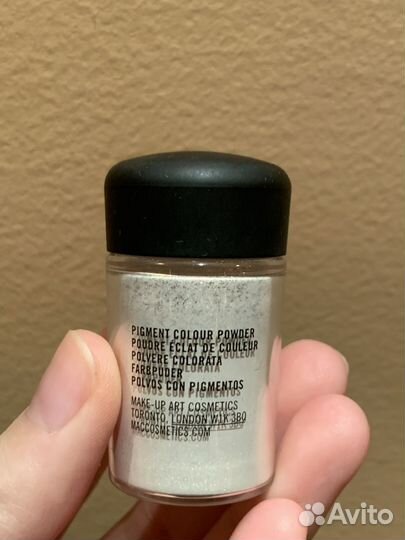 PIGMENT COLOUR POWDER
POUDRE ÉCLAT DE COULEUR
POLVERE COLORATA
FARBPUDER
POLVOS CON PIGMENTOS
MAKE-UP ART COSMETICS
TORONTO, LONDON W1K 3BQ
MACCOSMETICS.COM
Avito